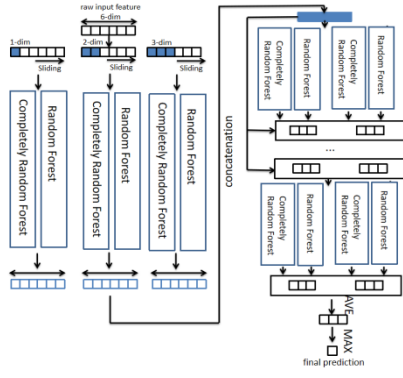 raw input feature
6-dim
1-dim
2-dim
3-dim
Sliding
Sliding
Sliding
Completely Random Forest
Random Forest
Completely Random Forest
Random Forest
Completely Random Forest
Random Forest
concatenation
Completely
Random Forest
Random Forest
Completely
Random Forest
Random Forest
...
Completely
Random Forest
Random Forest
Completely
Random Forest
Random Forest
AVE
MAX
final prediction